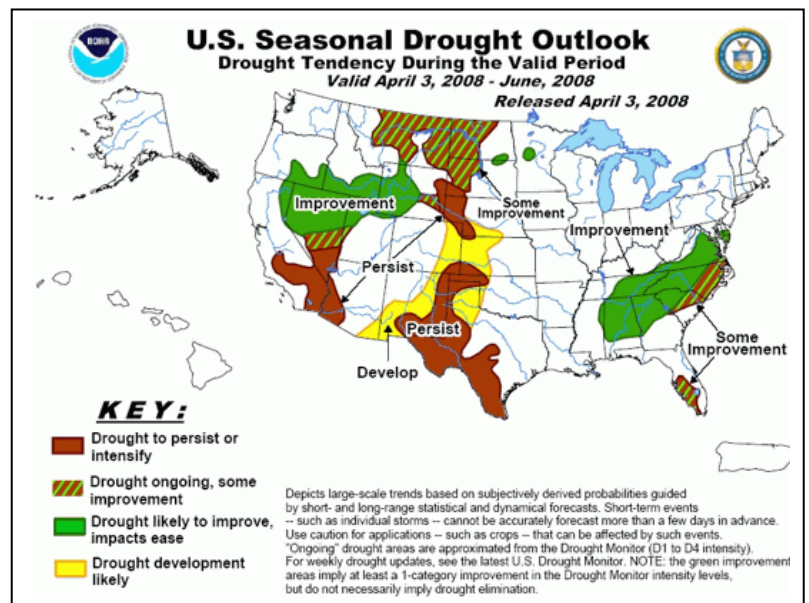 NOAA
U.S. Seasonal Drought Outlook
Drought Tendency During the Valid Period
Valid April 3, 2008 - June, 2008
Released April 3, 2008
Improvement
Some
Improvement
Improvement
Persist
Persist
Develop
Some
Improvement
KEY:
Drought to persist or
intensify
Drought ongoing, some
improvement
Drought likely to improve,
impacts ease
Drought development
likely
Depicts large-scale trends based on subjectively derived probabilities guided
by short- and long-range statistical and dynamical forecasts. Short-term events
-- such as individual storms -- cannot be accurately forecast more than a few days in advance.
Use caution for applications -- such as crops -- that can be affected by such events.
"Ongoing" drought areas are approximated from the Drought Monitor (D1 to D4 intensity).
For weekly drought updates, see the latest U.S. Drought Monitor. NOTE: the green improvement
areas imply at least a 1-category improvement in the Drought Monitor intensity levels,
but do not necessarily imply drought elimination.